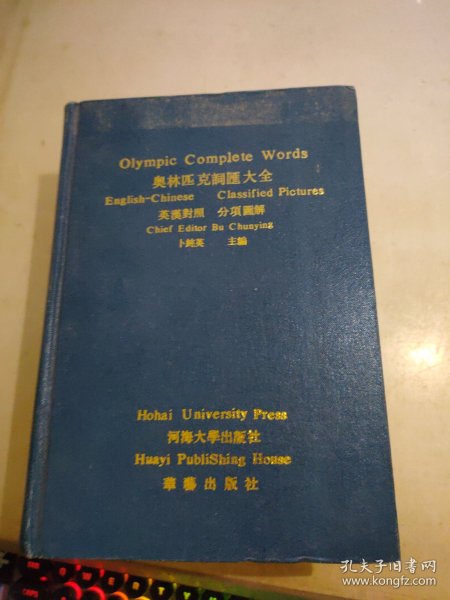 Olympic Complete Words
奧林匹克詞匯大全
English-Chinese Classified Pictures
英漢對照 分項圖解
Chief Editor Bu Chunying
卜純英 主編
Hohai University Press
河海大學出版社
Huayi PubliShing House
華藝出版社
孔夫子旧书网
www.kongfz.com